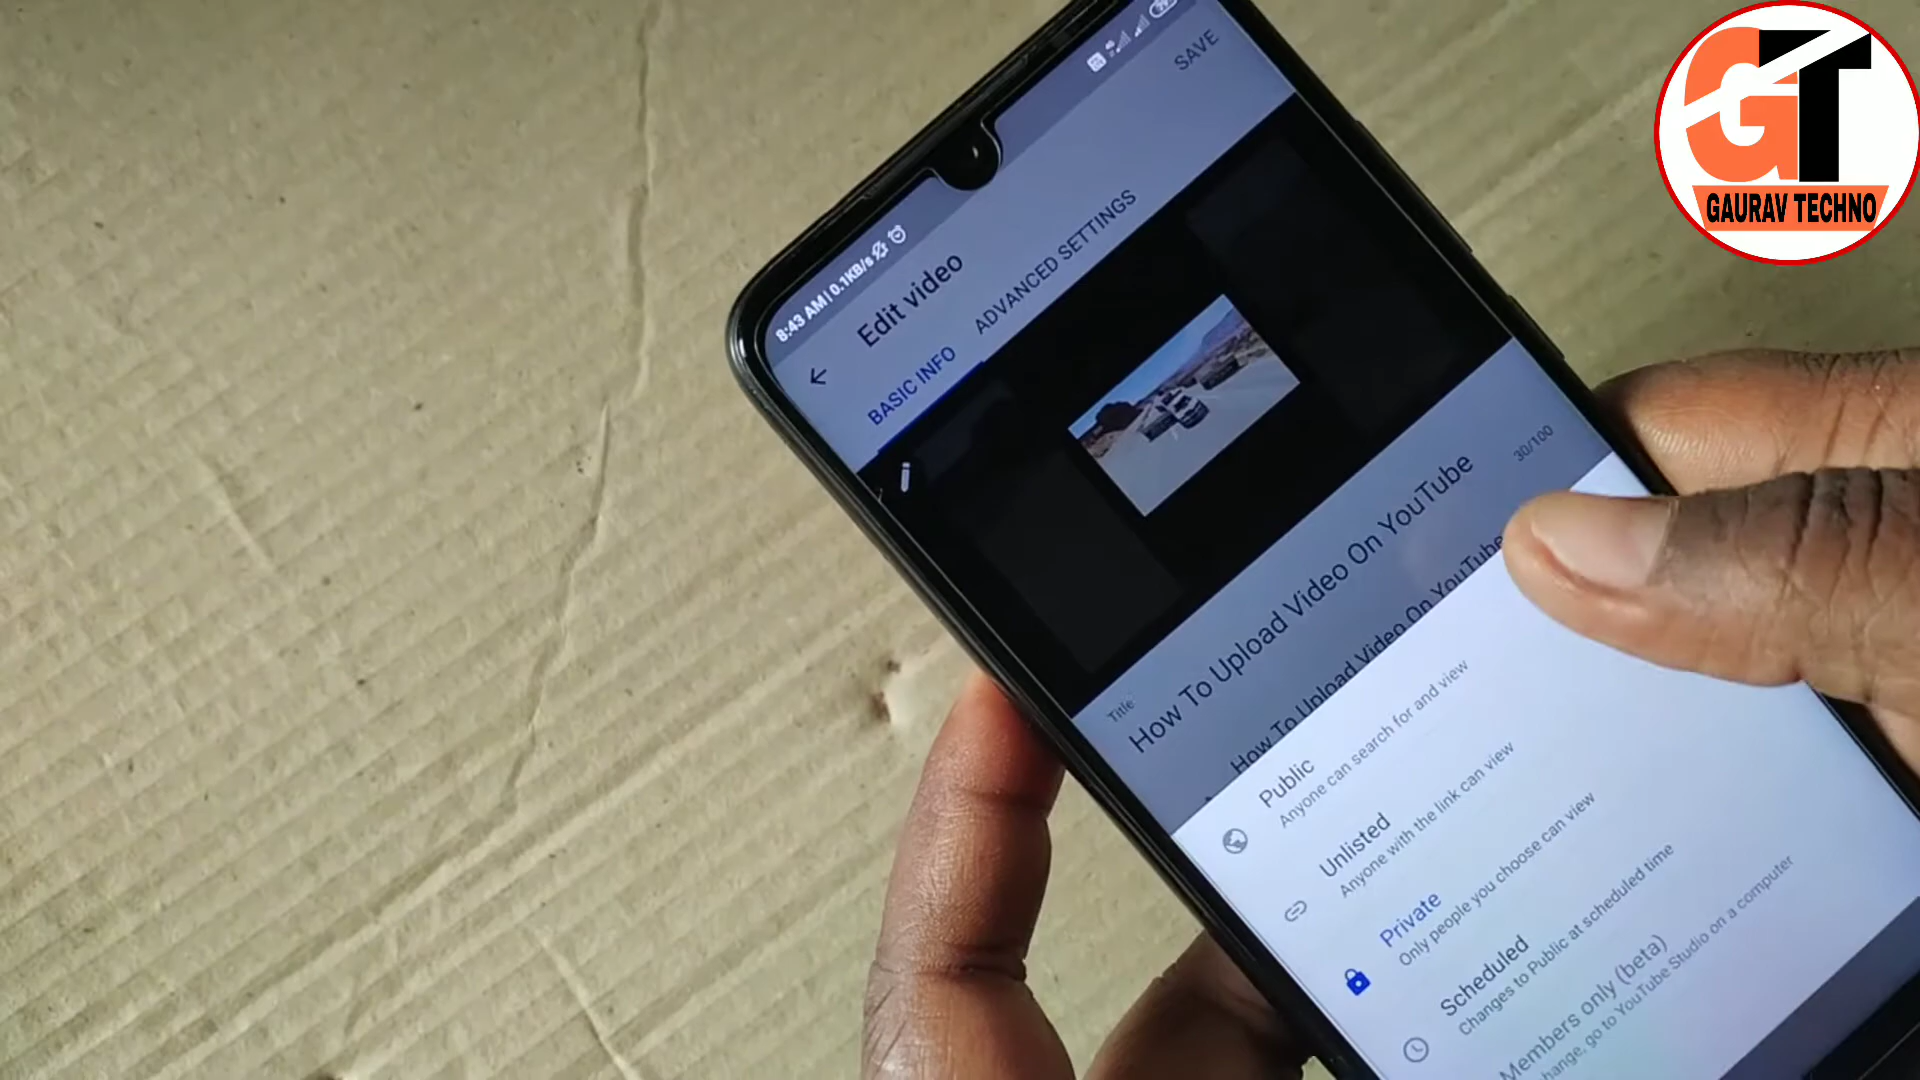 GT
GAURAV TECHNO
8:43 AM | 0.1KB/s
SAVE
Edit video
BASIC INFO
ADVANCED SETTINGS
Title
30/100
How To Upload Video On YouTube
How To Upload Video On YouTube
Public
Anyone can search for and view
Unlisted
Anyone with the link can view
Private
Only people you choose can view
Scheduled
Changes to Public at scheduled time
Members only (beta)
change, go to YouTube Studio on a computer